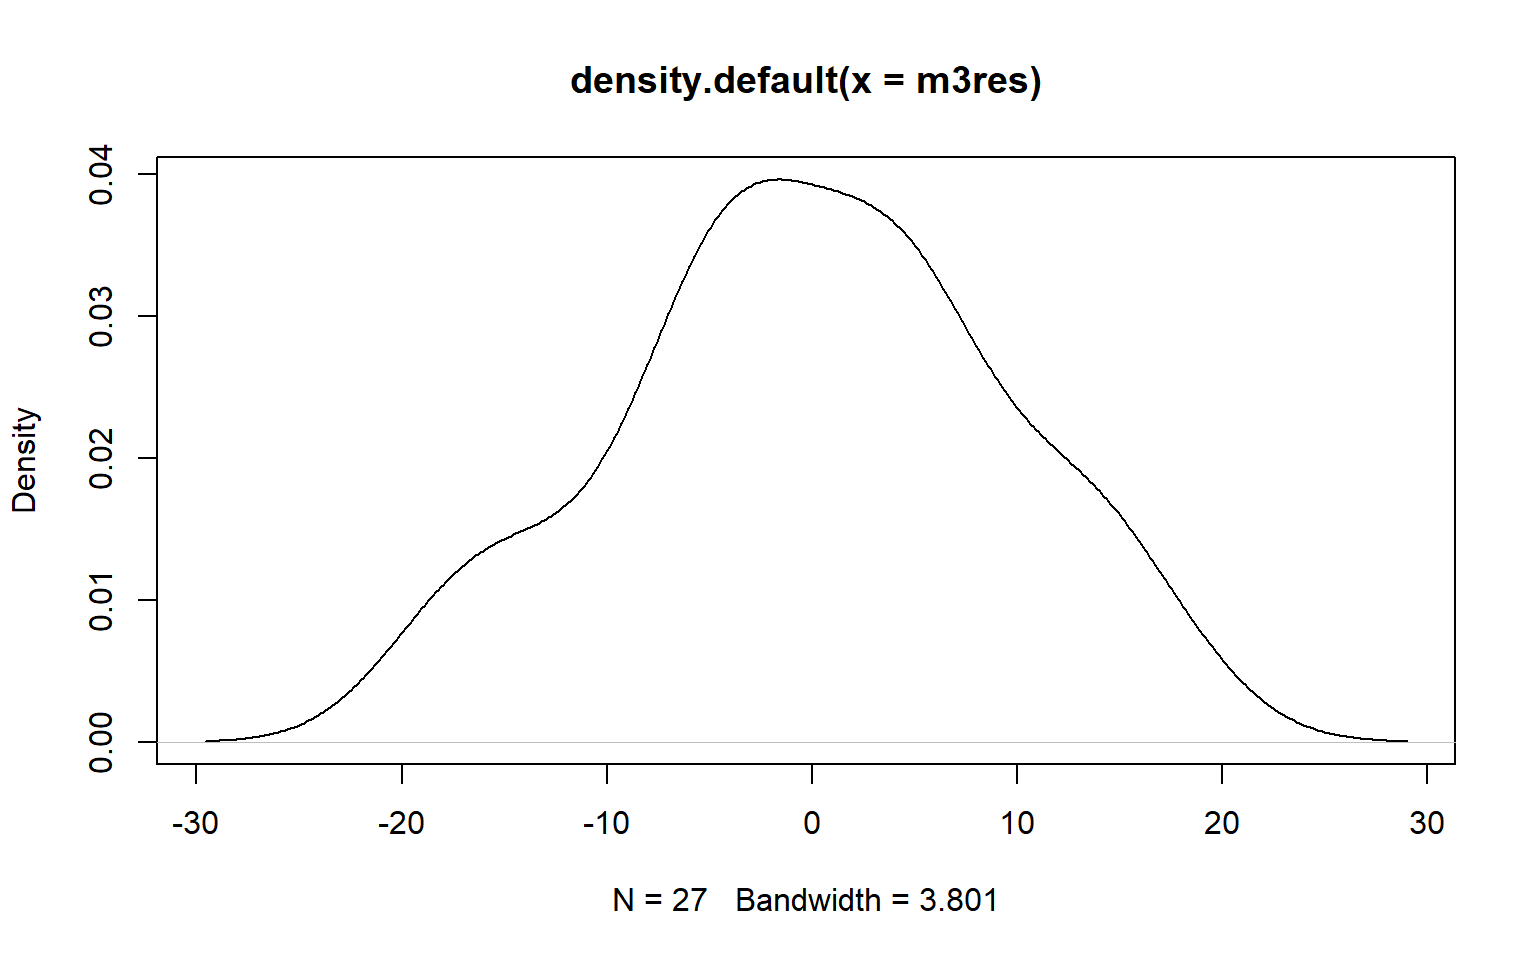 density.default(x = m3res)
Density
0.04
0.03
0.02
0.01
0.00
-30 -20 -10 0 10 20 30
N = 27 Bandwidth = 3.801